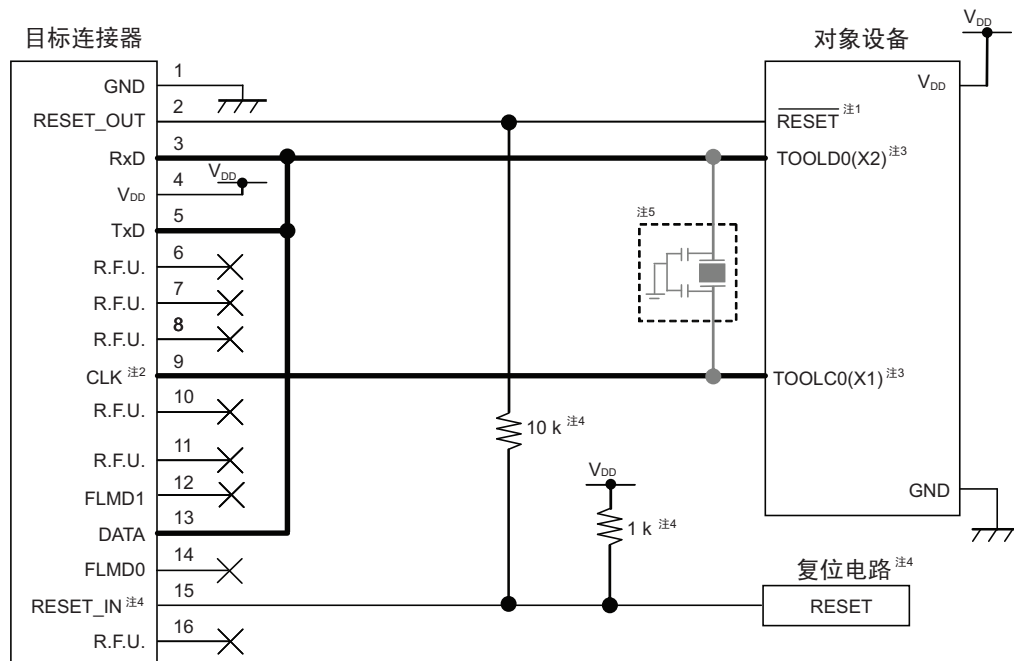 目标连接器
GND 1
RESET_OUT 2
RxD 3
VDD 4
VDD
TxD 5
R.F.U. 6
R.F.U. 7
R.F.U. 8
CLK 注2 9
R.F.U. 10
R.F.U. 11
FLMD1 12
DATA 13
FLMD0 14
RESET_IN 注4 15
R.F.U. 16
10 k 注4
VDD
1 k 注4
注5
VDD
对象设备
VDD
RESET 注1
TOOLD0(X2) 注3
TOOLC0(X1) 注3
GND
复位电路 注4
RESET